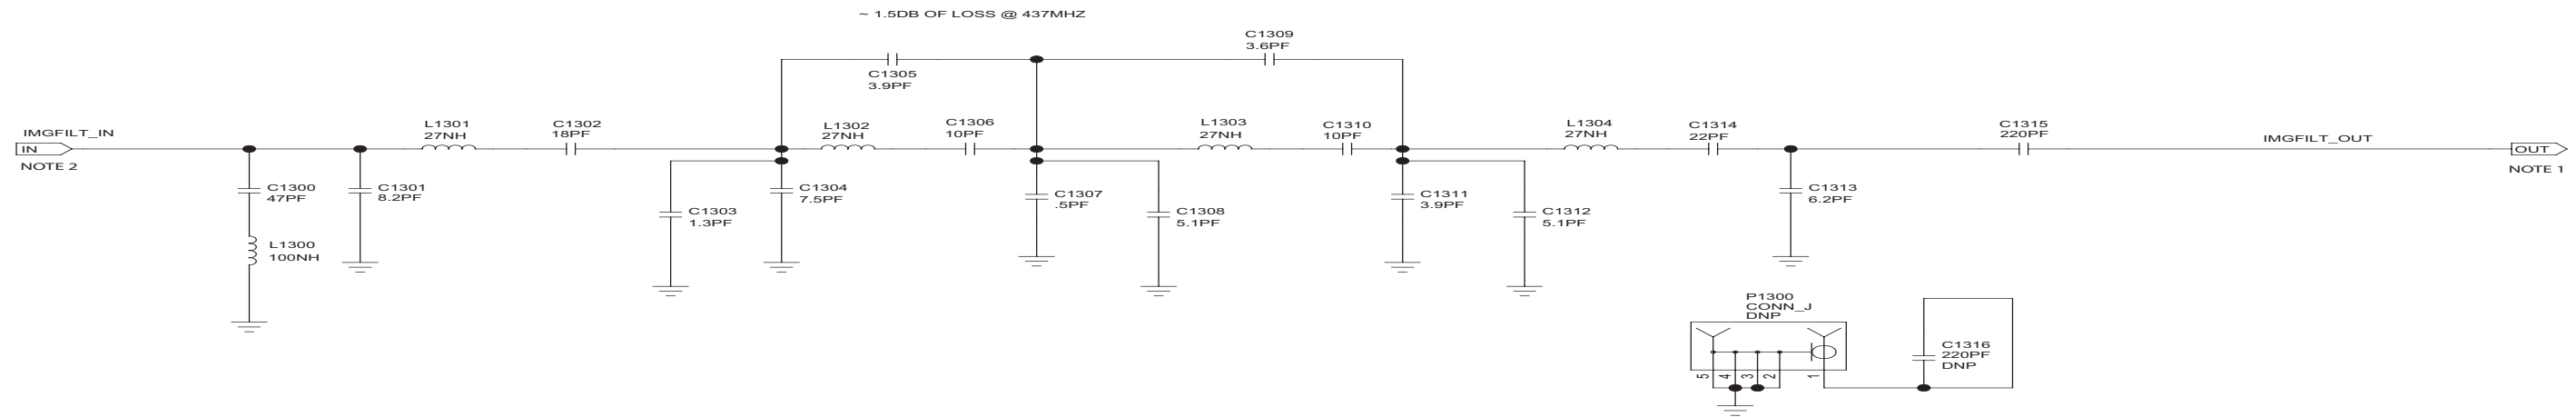 ~ 1.5DB OF LOSS @ 437MHZ
C1309
3.6PF
C1305
3.9PF
IMGFILT_IN
IN
NOTE 2
L1301
27NH
C1302
18PF
L1302
27NH
C1306
10PF
L1303
27NH
C1310
10PF
L1304
27NH
C1314
22PF
C1315
220PF
IMGFILT_OUT
OUT
NOTE 1
C1300
47PF
C1301
8.2PF
C1303
1.3PF
C1304
7.5PF
C1307
.5PF
C1308
5.1PF
C1311
3.9PF
C1312
5.1PF
C1313
6.2PF
L1300
100NH
P1300
CONN_J
DNP
5
4
3
2
1
C1316
220PF
DNP